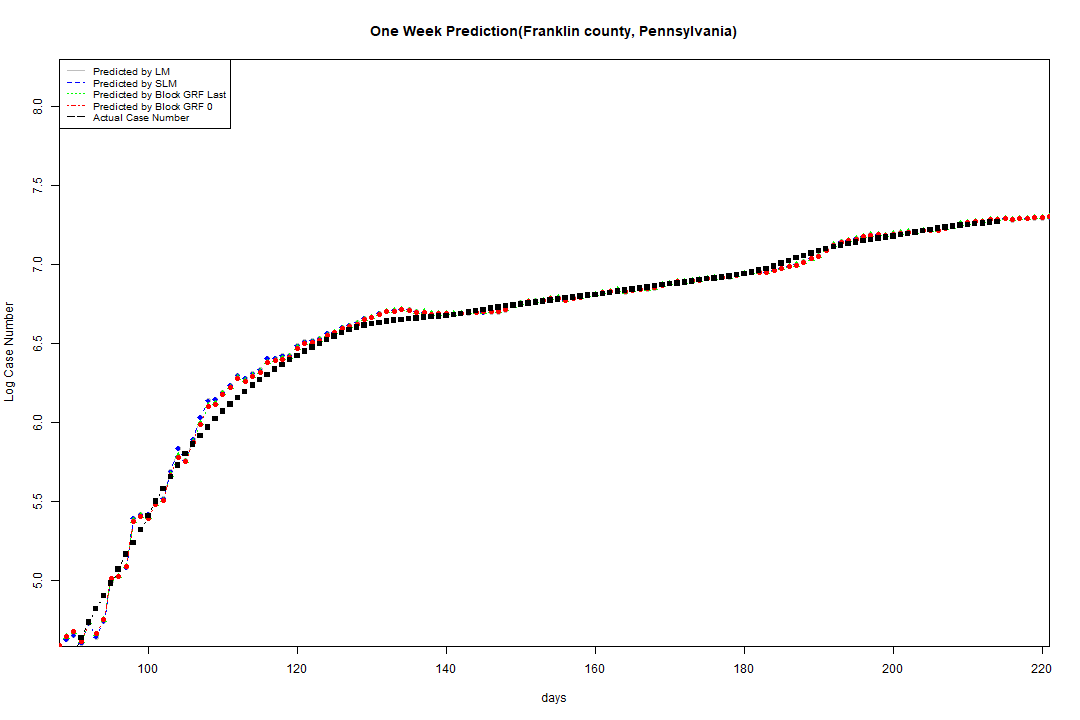 One Week Prediction(Franklin county, Pennsylvania)
Predicted by LM
Predicted by SLM
Predicted by Block GRF Last
Predicted by Block GRF 0
Actual Case Number
8.0
7.5
7.0
6.5
6.0
5.5
5.0
Log Case Number
100 120 140 160 180 200 220
days